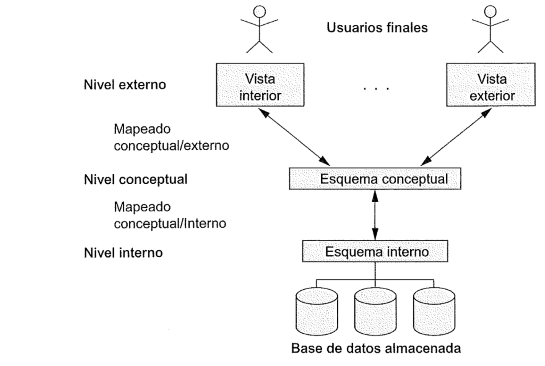 Usuarios finales
Nivel externo
Vista
interior
. . .
Vista
exterior
Mapeado
conceptual/externo
Nivel conceptual
Esquema conceptual
Mapeado
conceptual/Interno
Nivel interno
Esquema interno
Base de datos almacenada